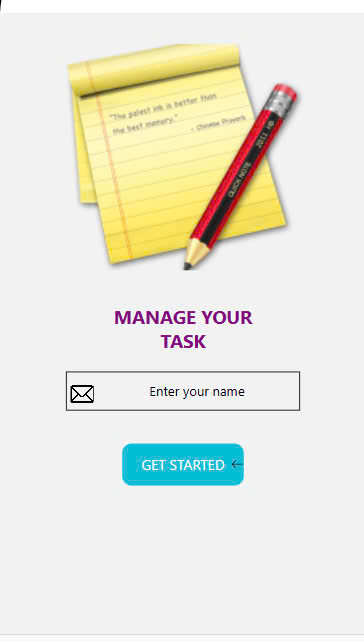 "The palest ink is better than
the best memory."
- Chinese Proverb
QUICK NOTE 2011 HB
MANAGE YOUR
TASK
Enter your name
GET STARTED